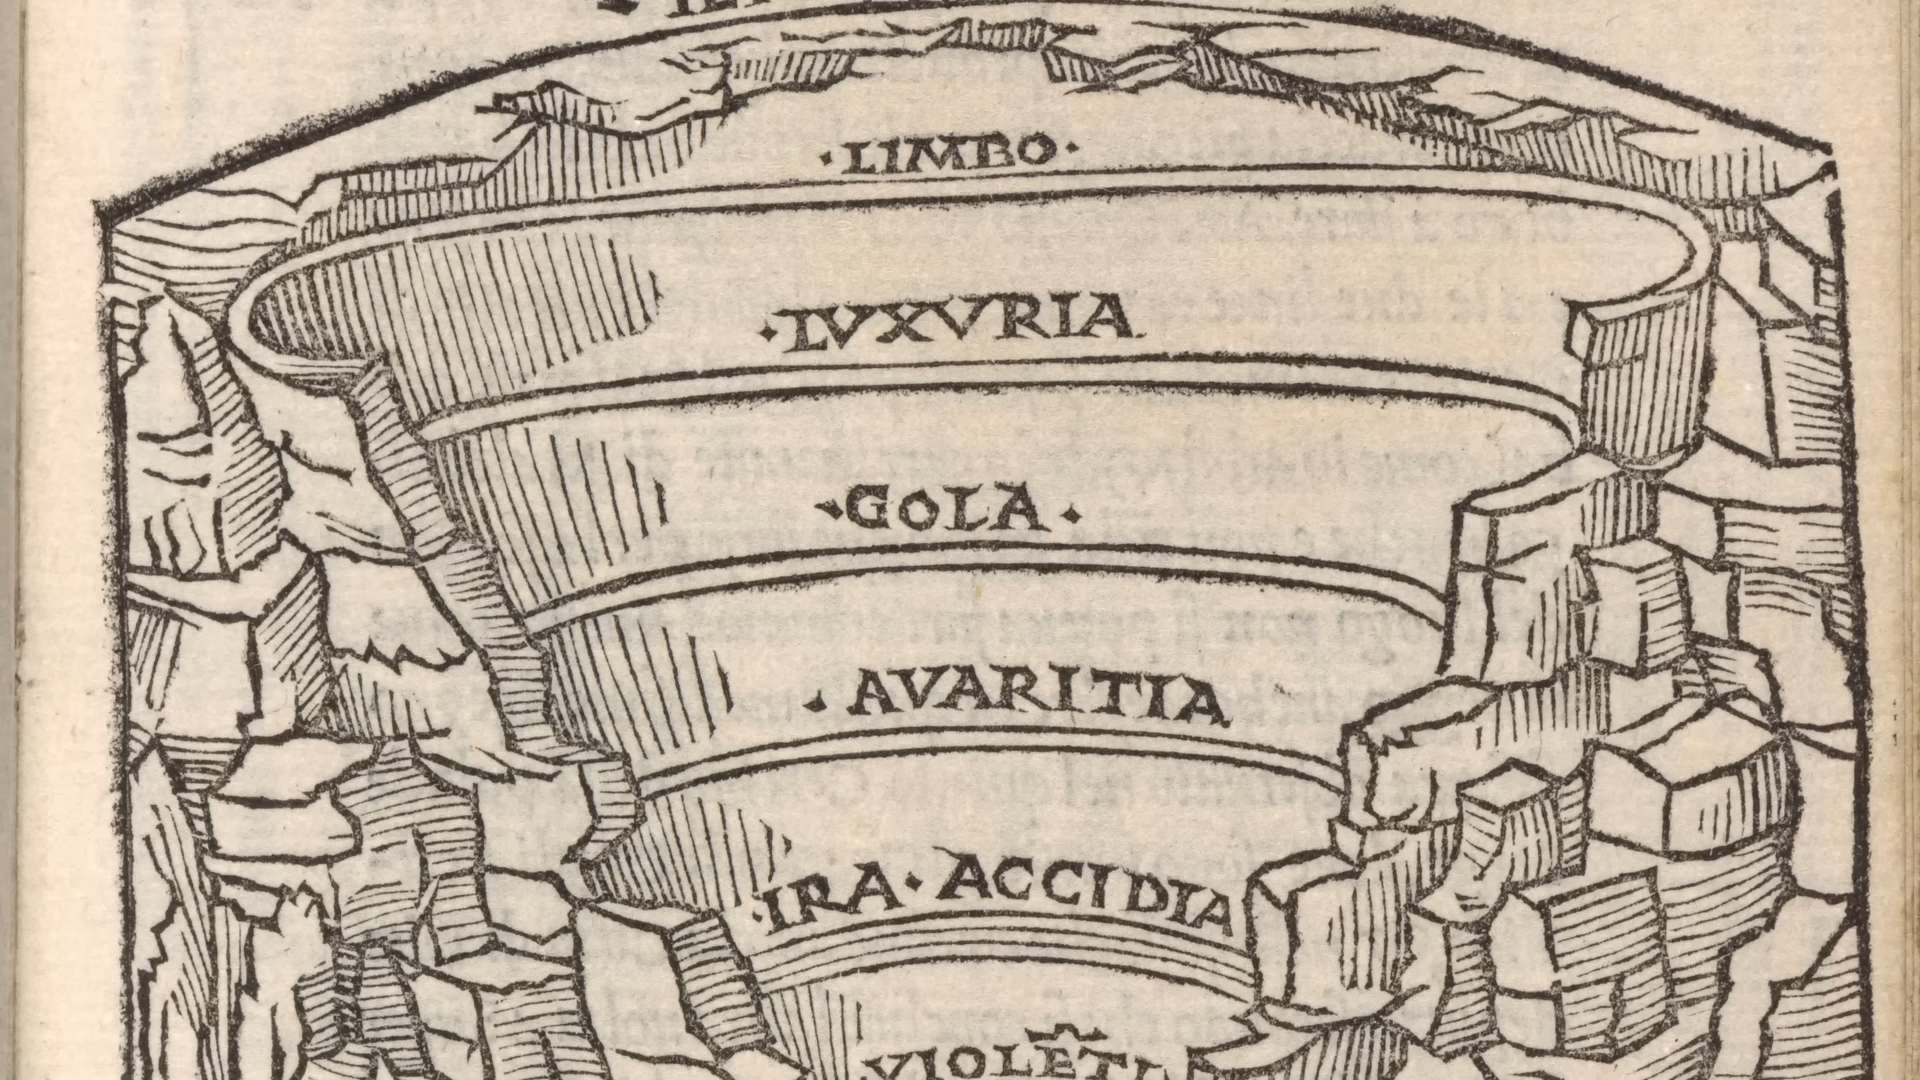 ·LIMBO·
·LVXVRIA
·GOLA·
·AVARITIA
·IRA·ACCIDIA